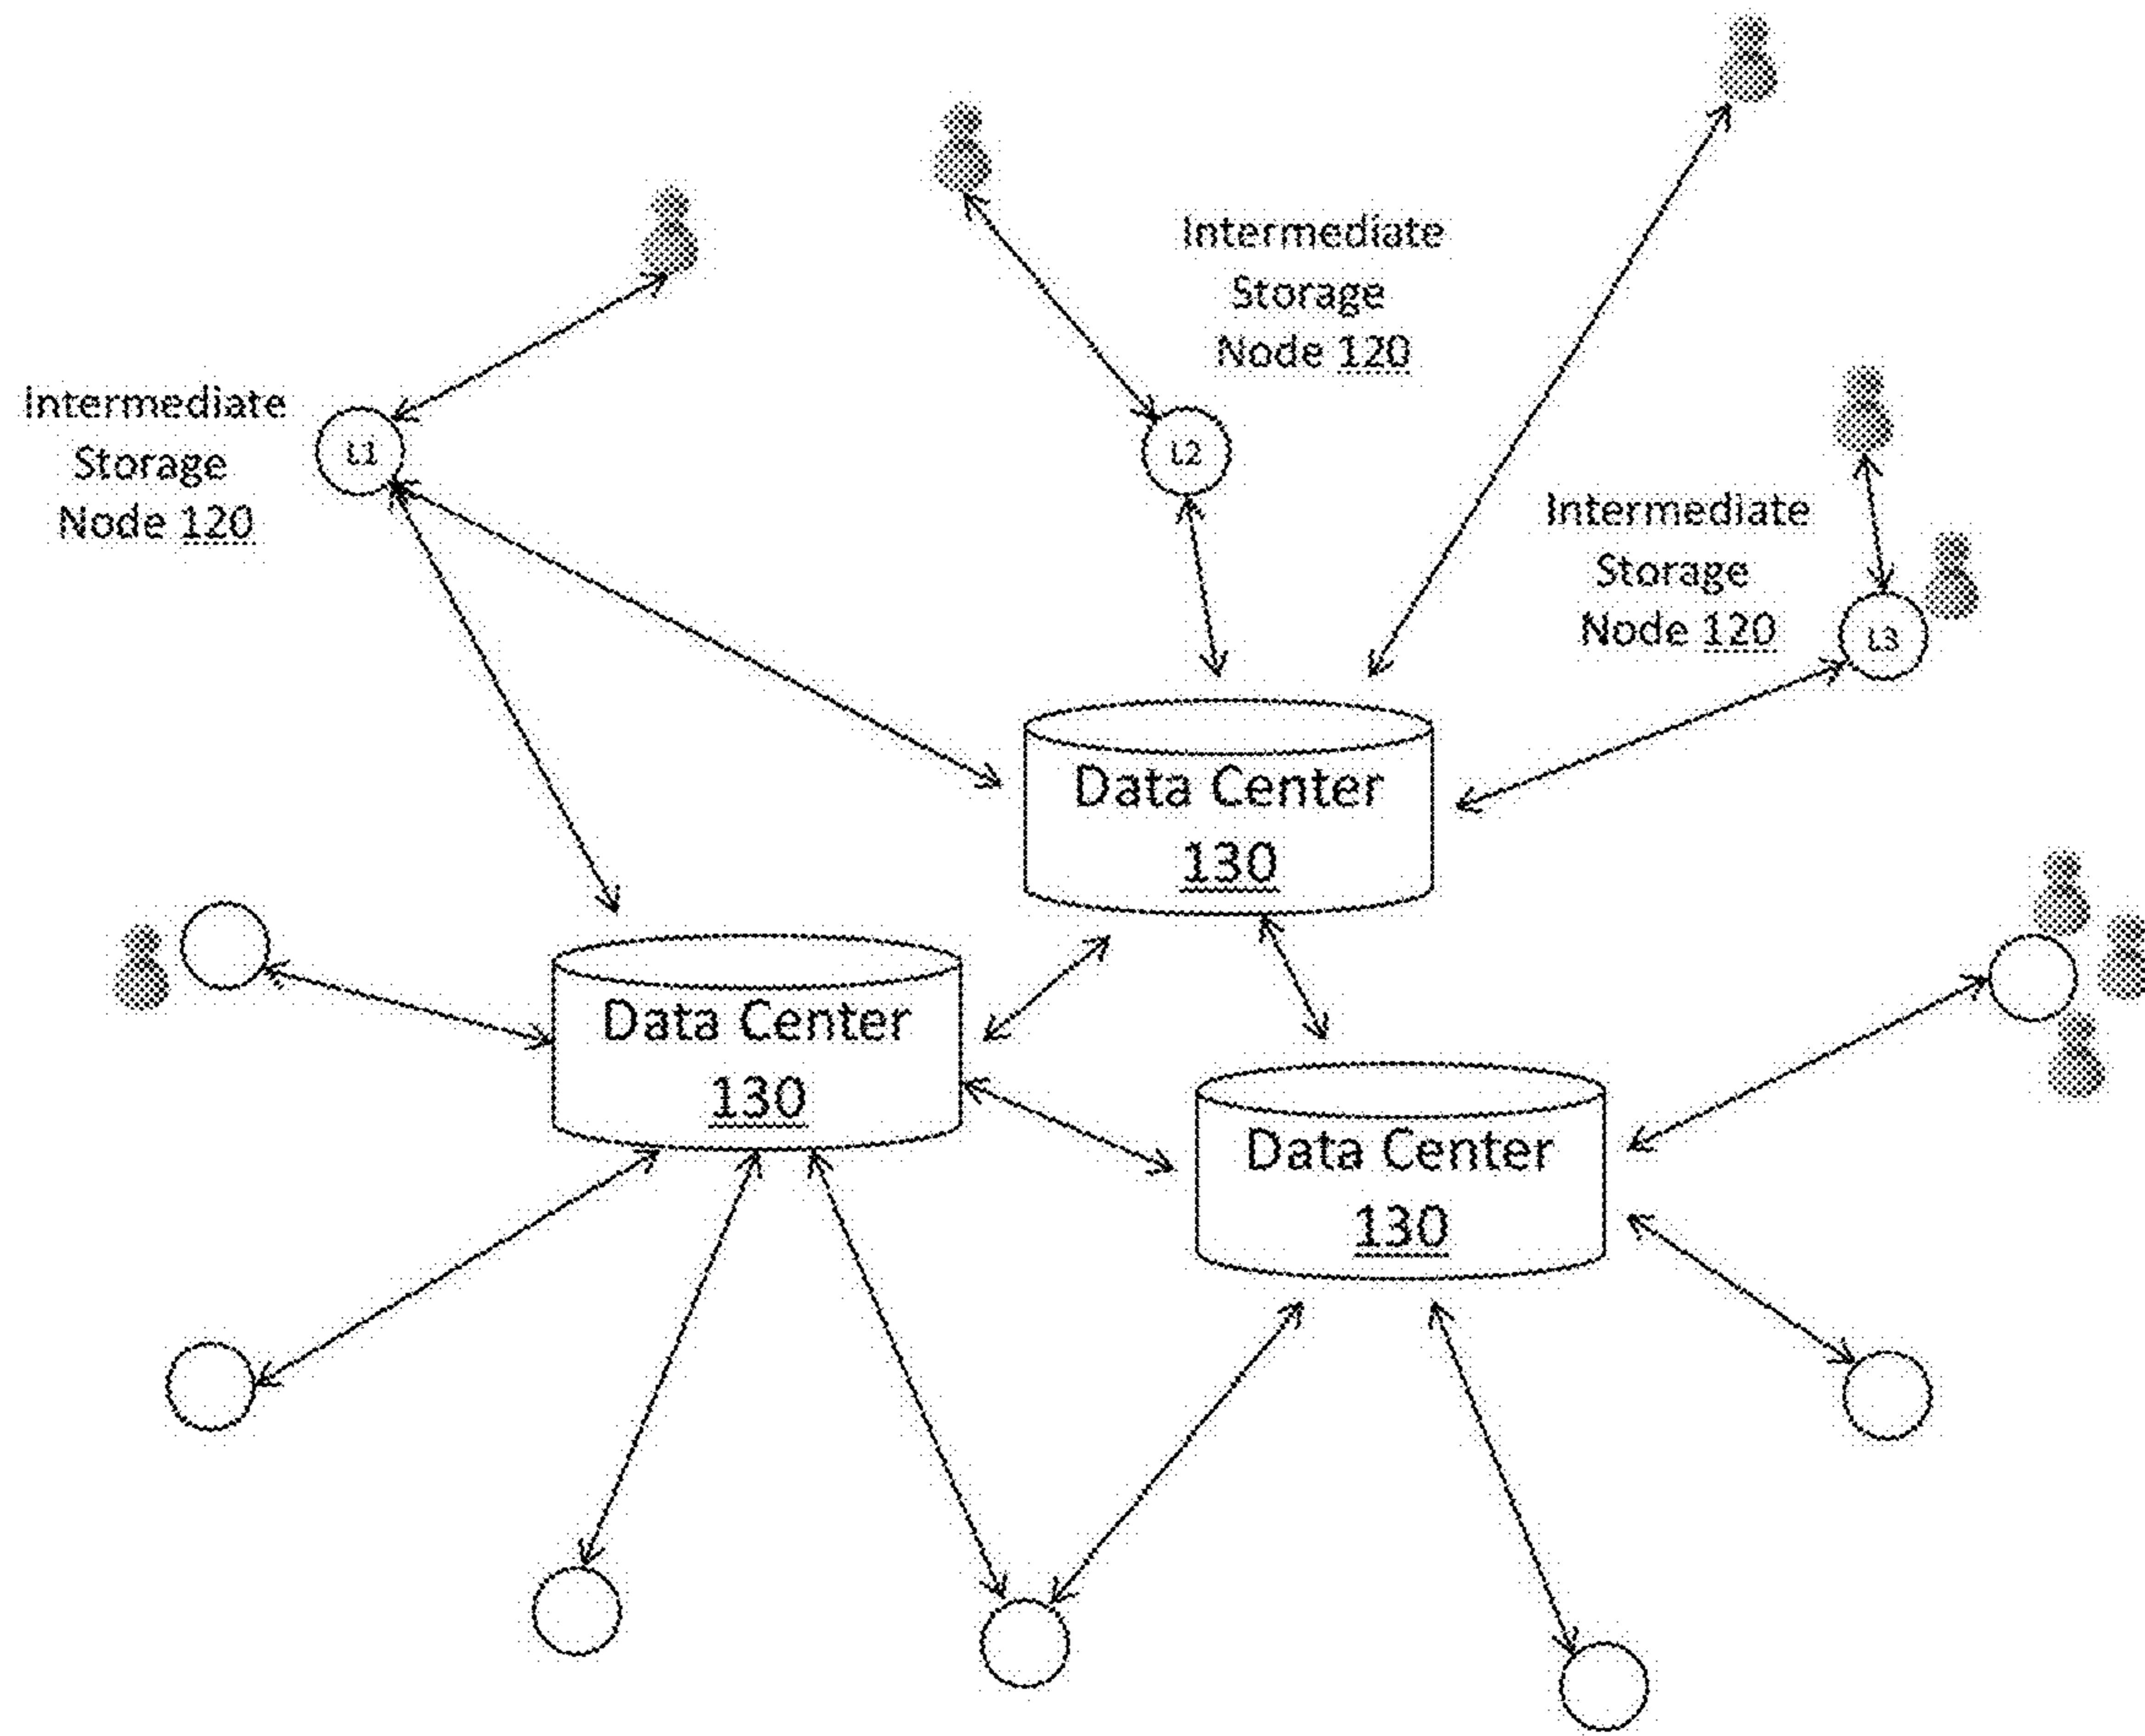 Intermediate
Storage
Node 120
Intermediate
Storage
Node 120
L1
L2
Intermediate
Storage
Node 120
L3
Data Center
130
Data Center
130
Data Center
130